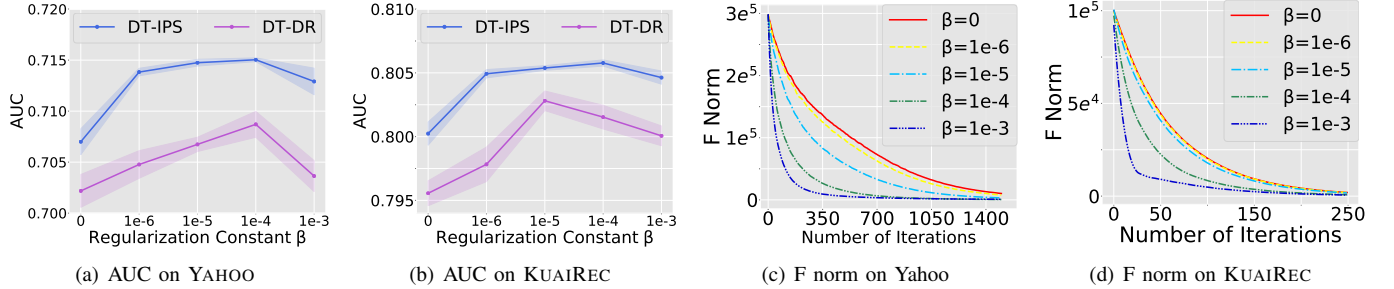 0.720
0.715
0.710
0.705
0.700
AUC
DT-IPS DT-DR
0 1e-6 1e-5 1e-4 1e-3
Regularization Constant β
(a) AUC on YAHOO
0.810
0.805
0.800
0.795
AUC
DT-IPS DT-DR
0 1e-6 1e-5 1e-4 1e-3
Regularization Constant β
(b) AUC on KUAIREC
3e⁵
2e⁵
1e⁵
0
F Norm
β=0
β=1e-6
β=1e-5
β=1e-4
β=1e-3
0 350 700 1050 1400
Number of Iterations
(c) F norm on Yahoo
1e⁵
5e⁴
0
F Norm
β=0
β=1e-6
β=1e-5
β=1e-4
β=1e-3
0 50 150 250
Number of Iterations
(d) F norm on KUAIREC